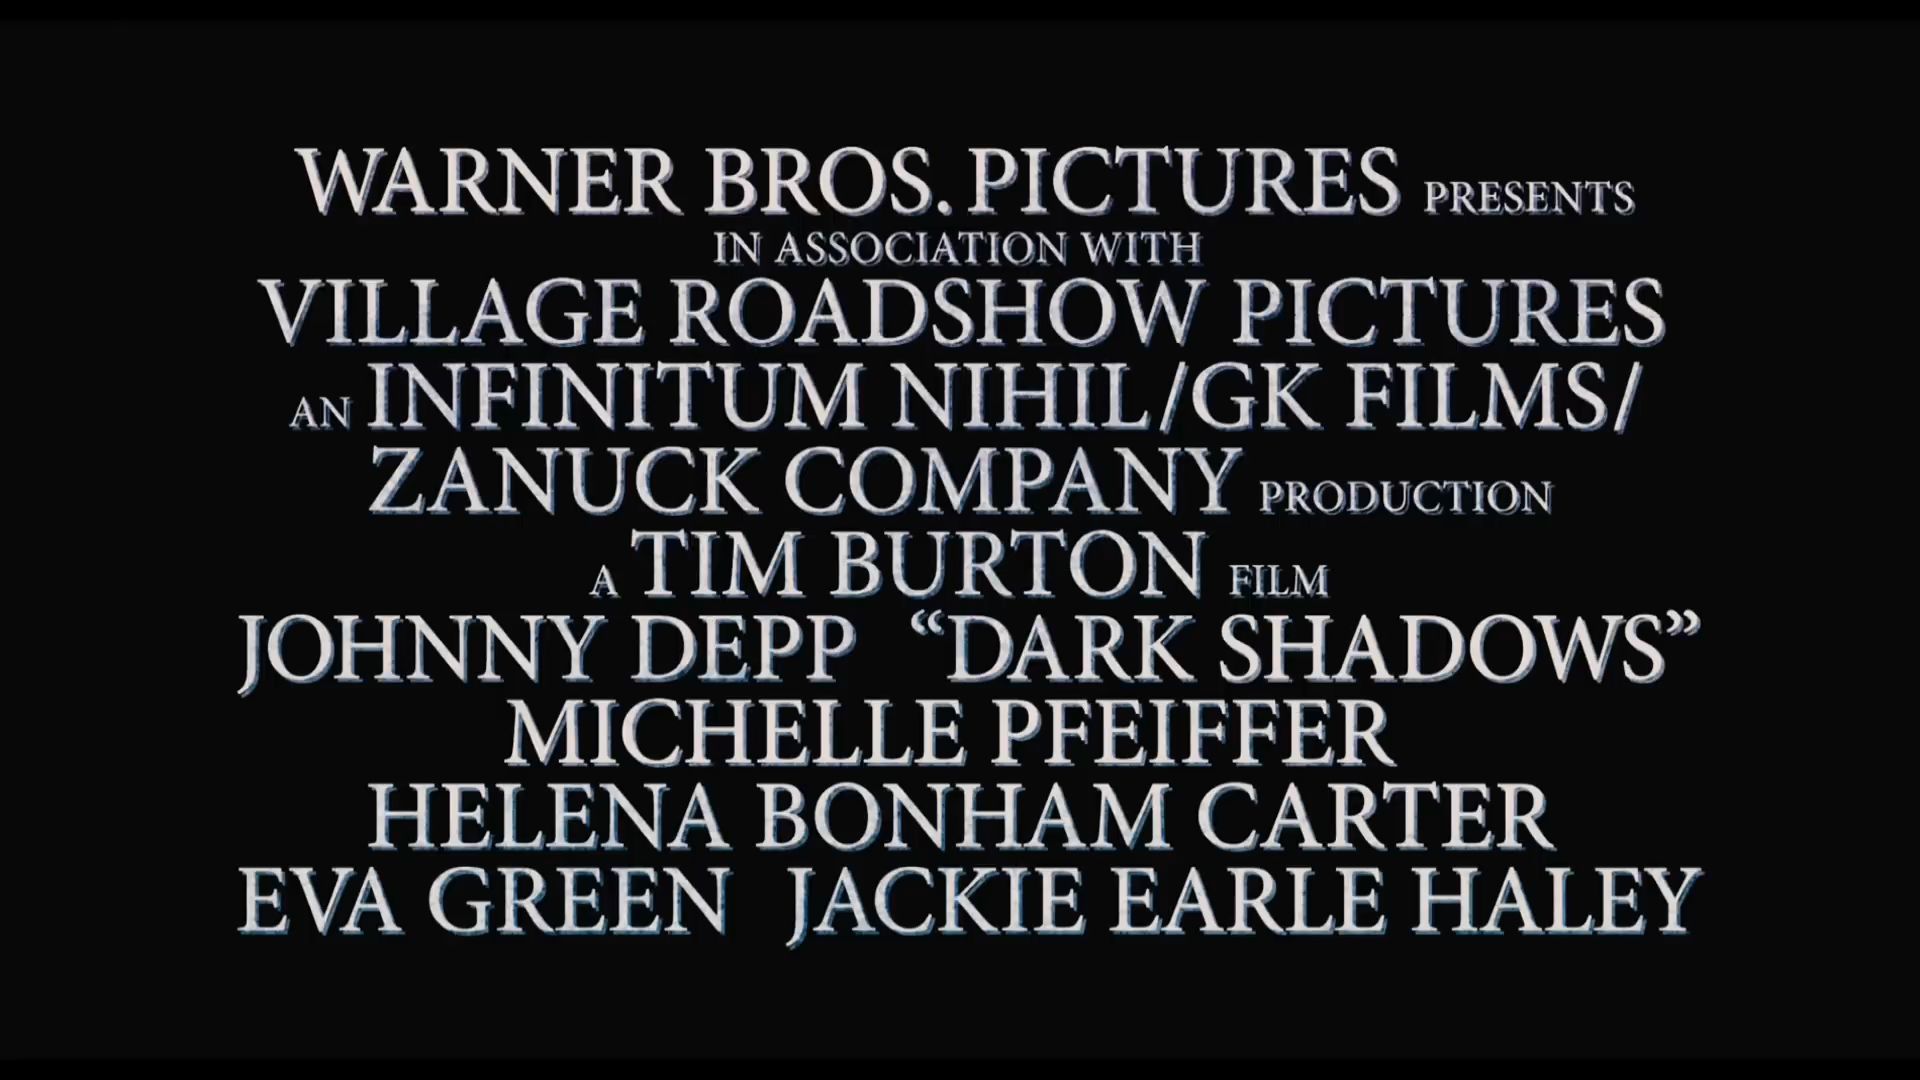 WARNER BROS. PICTURES PRESENTS
IN ASSOCIATION WITH
VILLAGE ROADSHOW PICTURES
AN INFINITUM NIHIL/GK FILMS/
ZANUCK COMPANY PRODUCTION
A TIM BURTON FILM
JOHNNY DEPP “DARK SHADOWS”
MICHELLE PFEIFFER
HELENA BONHAM CARTER
EVA GREEN JACKIE EARLE HALEY